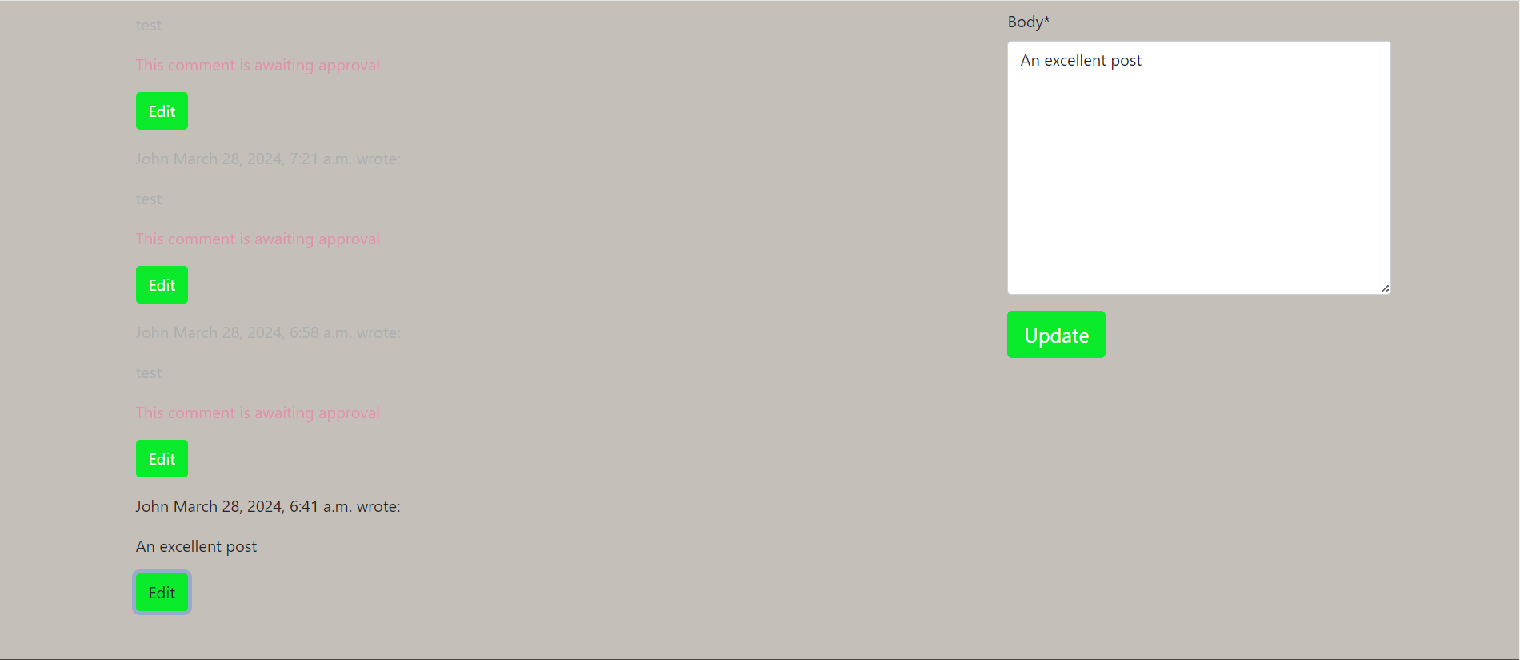 test
This comment is awaiting approval
Edit
John March 28, 2024, 7:21 a.m. wrote:
test
This comment is awaiting approval
Edit
John March 28, 2024, 6:58 a.m. wrote:
test
This comment is awaiting approval
Edit
John March 28, 2024, 6:41 a.m. wrote:
An excellent post
Edit
Body*
An excellent post
Update